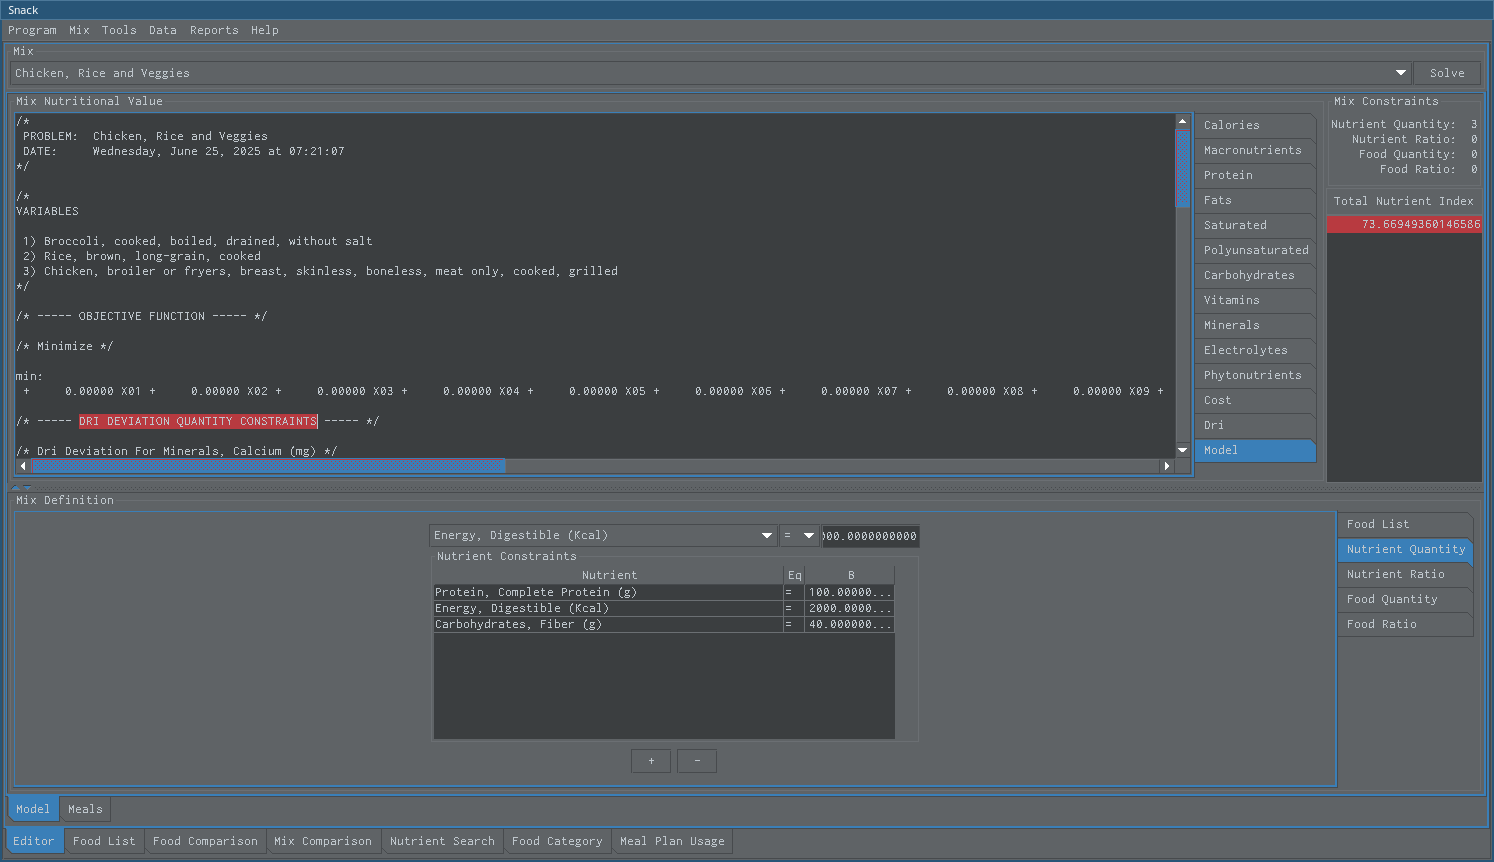 Snack
Program Mix Tools Data Reports Help
Mix
Chicken, Rice and Veggies
Solve
Mix Nutritional Value
/*
PROBLEM: Chicken, Rice and Veggies
DATE: Wednesday, June 25, 2025 at 07:21:07
*/
/*
VARIABLES
1) Broccoli, cooked, boiled, drained, without salt
2) Rice, brown, long-grain, cooked
3) Chicken, broiler or fryers, breast, skinless, boneless, meat only, cooked, grilled
*/
/* ----- OBJECTIVE FUNCTION ----- */
/* Minimize */
min:
+ 0.00000 X01 + 0.00000 X02 + 0.00000 X03 + 0.00000 X04 + 0.00000 X05 + 0.00000 X06 + 0.00000 X07 + 0.00000 X08 + 0.00000 X09 +
/* ----- DRI DEVIATION QUANTITY CONSTRAINTS ----- */
/* Dri Deviation For Minerals, Calcium (mg) */
Calories
Macronutrients
Protein
Fats
Saturated
Polyunsaturated
Carbohydrates
Vitamins
Minerals
Electrolytes
Phytonutrients
Cost
Dri
Model
Mix Constraints
Nutrient Quantity: 3
Nutrient Ratio: 0
Food Quantity: 0
Food Ratio: 0
Total Nutrient Index
73.66949360146586
Mix Definition
Energy, Digestible (Kcal) = 00.0000000000
Nutrient Constraints
Nutrient Eq B
Protein, Complete Protein (g) = 100.00000...
Energy, Digestible (Kcal) = 2000.0000...
Carbohydrates, Fiber (g) = 40.000000...
+ -
Food List
Nutrient Quantity
Nutrient Ratio
Food Quantity
Food Ratio
Model Meals
Editor Food List Food Comparison Mix Comparison Nutrient Search Food Category Meal Plan Usage